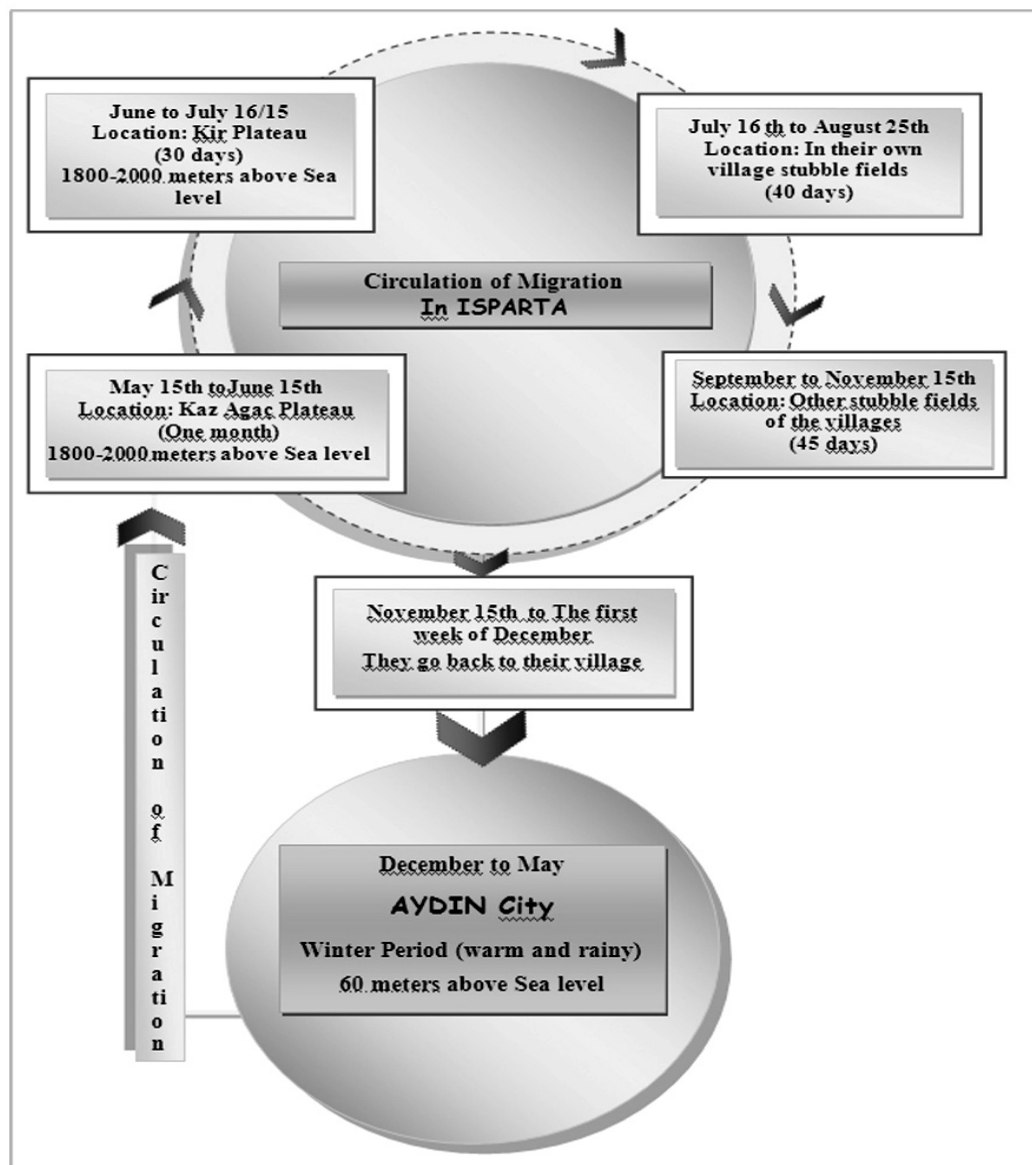 June to July 16/15
Location: Kir Plateau
(30 days)
1800-2000 meters above Sea
level
July 16 th to August 25th
Location: In their own
village stubble fields
(40 days)
Circulation of Migration
In ISPARTA
May 15th toJune 15th
Location: Kaz Agac Plateau
(One month)
1800-2000 meters above Sea level
September to November 15th
Location: Other stubble fields
of the villages
(45 days)
November 15th to The first
week of December
They go back to their village
Circulation of Migration
December to May
AYDIN City
Winter Period (warm and rainy)
60 meters above Sea level